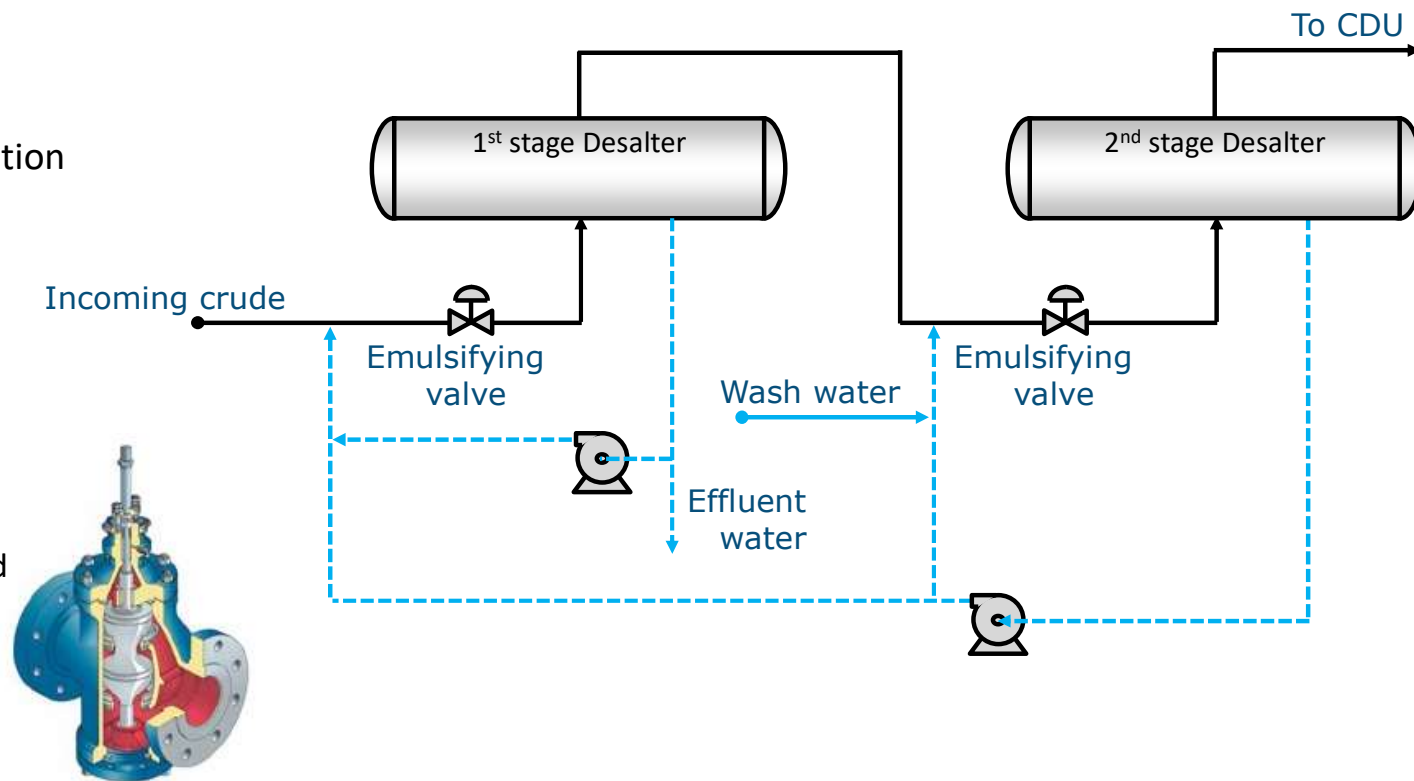 To CDU
1st stage Desalter
2nd stage Desalter
tion
Incoming crude
Emulsifying
valve
Wash water
Emulsifying
valve
Effluent
water
d